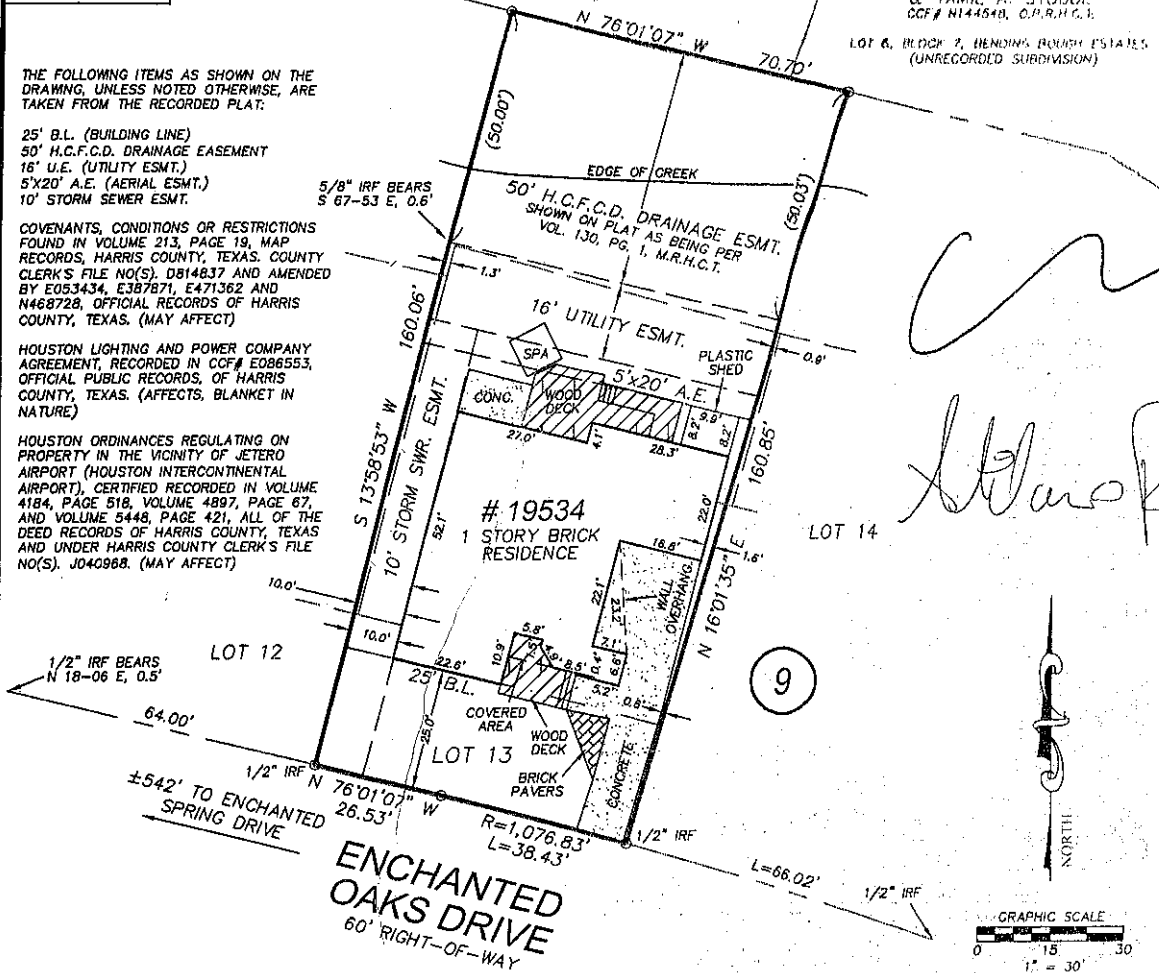 CCF# N144548, O.P.R.H.C.T.
LOT 6, BLOCK 7, BENDING BOUGH ESTATES
(UNRECORDED SUBDIVISION)
THE FOLLOWING ITEMS AS SHOWN ON THE
DRAWING, UNLESS NOTED OTHERWISE, ARE
TAKEN FROM THE RECORDED PLAT:
25' B.L. (BUILDING LINE)
50' H.C.F.C.D. DRAINAGE EASEMENT
16' U.E. (UTILITY ESMT.)
5'X20' A.E. (AERIAL ESMT.)
10' STORM SEWER ESMT.
COVENANTS, CONDITIONS OR RESTRICTIONS
FOUND IN VOLUME 213, PAGE 19, MAP
RECORDS, HARRIS COUNTY, TEXAS. COUNTY
CLERK'S FILE NO(S). D814837 AND AMENDED
BY E053434, E387871, E471362 AND
N468728, OFFICIAL RECORDS OF HARRIS
COUNTY, TEXAS. (MAY AFFECT)
HOUSTON LIGHTING AND POWER COMPANY
AGREEMENT, RECORDED IN CCF# E086553,
OFFICIAL PUBLIC RECORDS, OF HARRIS
COUNTY, TEXAS. (AFFECTS, BLANKET IN
NATURE)
HOUSTON ORDINANCES REGULATING ON
PROPERTY IN THE VICINITY OF JETERO
AIRPORT (HOUSTON INTERCONTINENTAL
AIRPORT), CERTIFIED RECORDED IN VOLUME
4184, PAGE 518, VOLUME 4897, PAGE 67,
AND VOLUME 5448, PAGE 421, ALL OF THE
DEED RECORDS OF HARRIS COUNTY, TEXAS
AND UNDER HARRIS COUNTY CLERK'S FILE
NO(S). J040968. (MAY AFFECT)
N 76°01'07" W
70.70'
(50.00')
(50.03')
EDGE OF CREEK
50' H.C.F.C.D. DRAINAGE ESMT.
SHOWN ON PLAT AS BEING PER
VOL. 130, PG. 1, M.R.H.C.T.
5/8" IRF BEARS
S 67-53 E, 0.6'
1.3'
16' UTILITY ESMT.
0.9'
PLASTIC
SHED
SPA
5'x20' A.E.
CONC.
WOOD
DECK
9.9'
8.2'
8.2'
27.0'
4.1'
28.3'
S 13°58'53" W
160.06'
10' STORM SWR. ESMT.
52.1'
# 19534
1 STORY BRICK
RESIDENCE
N 16°01'35" E
160.85'
22.0'
1.6'
LOT 14
16.6'
22.1'
23.2'
WALL
OVERHANG.
10.0'
10.0'
5.8'
10.9'
1.5'
4.9'
8.5'
7.1'
0.4'
6.6'
5.2'
0.8'
9
LOT 12
1/2" IRF BEARS
N 18-06 E, 0.5'
22.6'
25' B.L.
25.0'
COVERED
AREA
WOOD
DECK
LOT 13
BRICK
PAVERS
CONCRETE
64.00'
1/2" IRF
N 76°01'07" W
26.53'
R=1,076.83'
L=38.43'
1/2" IRF
±542' TO ENCHANTED
SPRING DRIVE
ENCHANTED
OAKS DRIVE
60' RIGHT-OF-WAY
L=66.02'
1/2" IRF
NORTH
GRAPHIC SCALE
0 15 30
1" = 30'